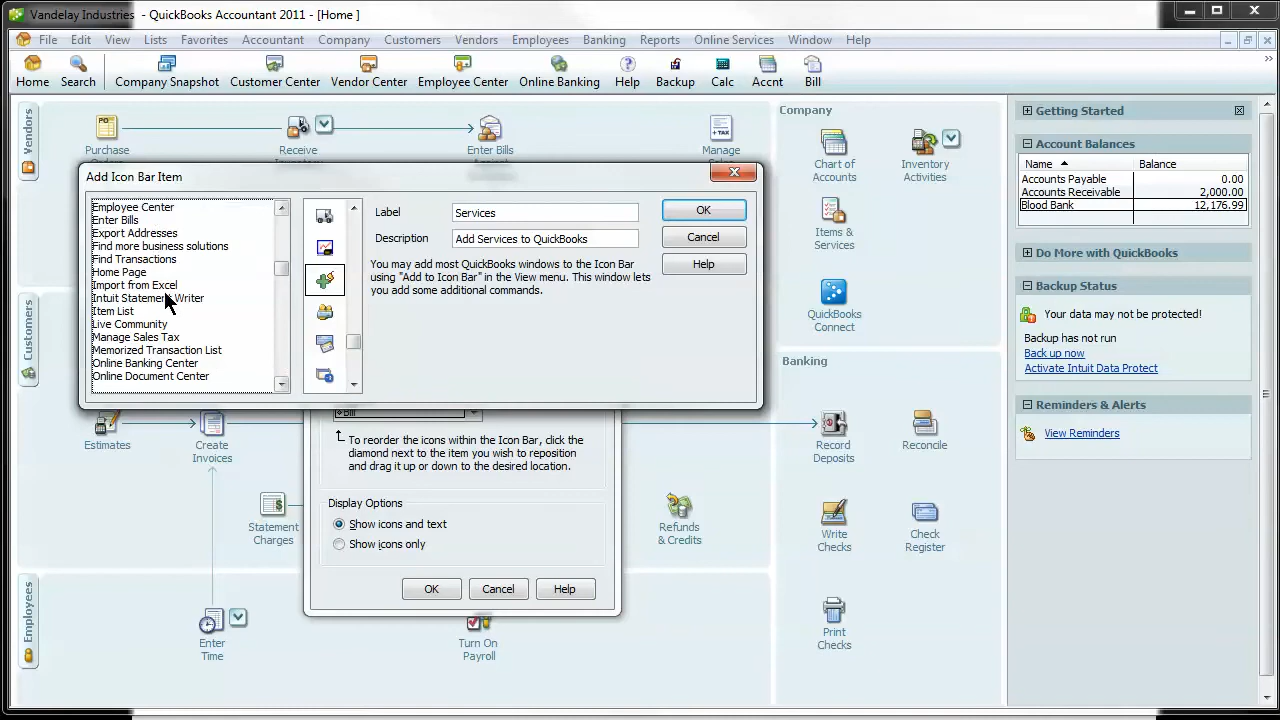 Vandelay Industries - QuickBooks Accountant 2011 - [Home ]
File Edit View Lists Favorites Accountant Company Customers Vendors Employees Banking Reports Online Services Window Help
Home Search Company Snapshot Customer Center Vendor Center Employee Center Online Banking Help Backup Calc Accnt Bill
Vendors
PO
Purchase
Receive
Enter Bills
+ TAX
Manage
Add Icon Bar Item
Employee Center
Enter Bills
Export Addresses
Find more business solutions
Find Transactions
Home Page
Import from Excel
Intuit Statement Writer
Item List
Live Community
Manage Sales Tax
Memorized Transaction List
Online Banking Center
Online Document Center
Label Services
Description Add Services to QuickBooks
You may add most QuickBooks windows to the Icon Bar
using "Add to Icon Bar" in the View menu. This window lets
you add some additional commands.
OK
Cancel
Help
Bill
To reorder the icons within the Icon Bar, click the
diamond next to the item you wish to reposition
and drag it up or down to the desired location.
Display Options
Show icons and text
Show icons only
OK Cancel Help
Customers
Estimates
Create
Invoices
Statement
Charges
Refunds
& Credits
Employees
Enter
Time
Turn On
Payroll
Company
Chart of
Accounts
Inventory
Activities
Items &
Services
QuickBooks
Connect
Banking
Record
Deposits
Reconcile
Write
Checks
Check
Register
Print
Checks
Getting Started
Account Balances
Name Balance
Accounts Payable 0.00
Accounts Receivable 2,000.00
Blood Bank 12,176.99
Do More with QuickBooks
Backup Status
Your data may not be protected!
Backup has not run
Back up now
Activate Intuit Data Protect
Reminders & Alerts
View Reminders